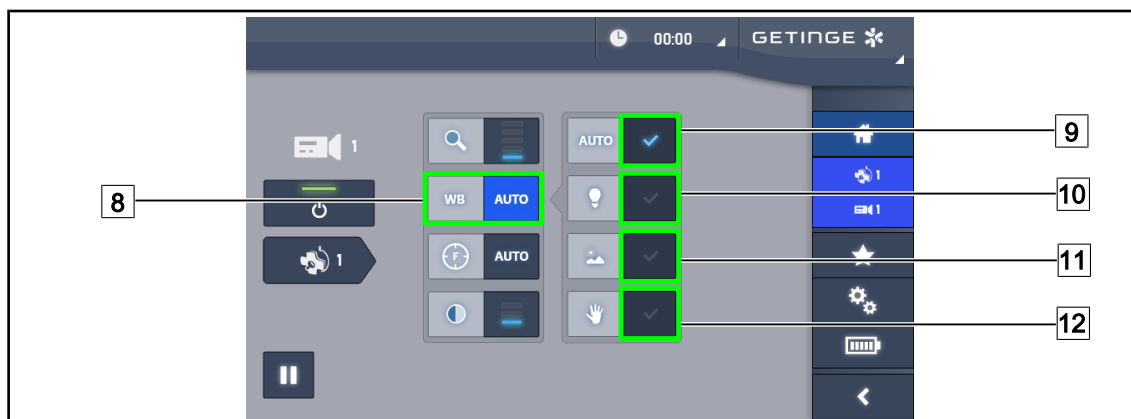 00:00 GETINGE
1 AUTO 9
1
8 WB AUTO 10
1
F AUTO 11
1
12